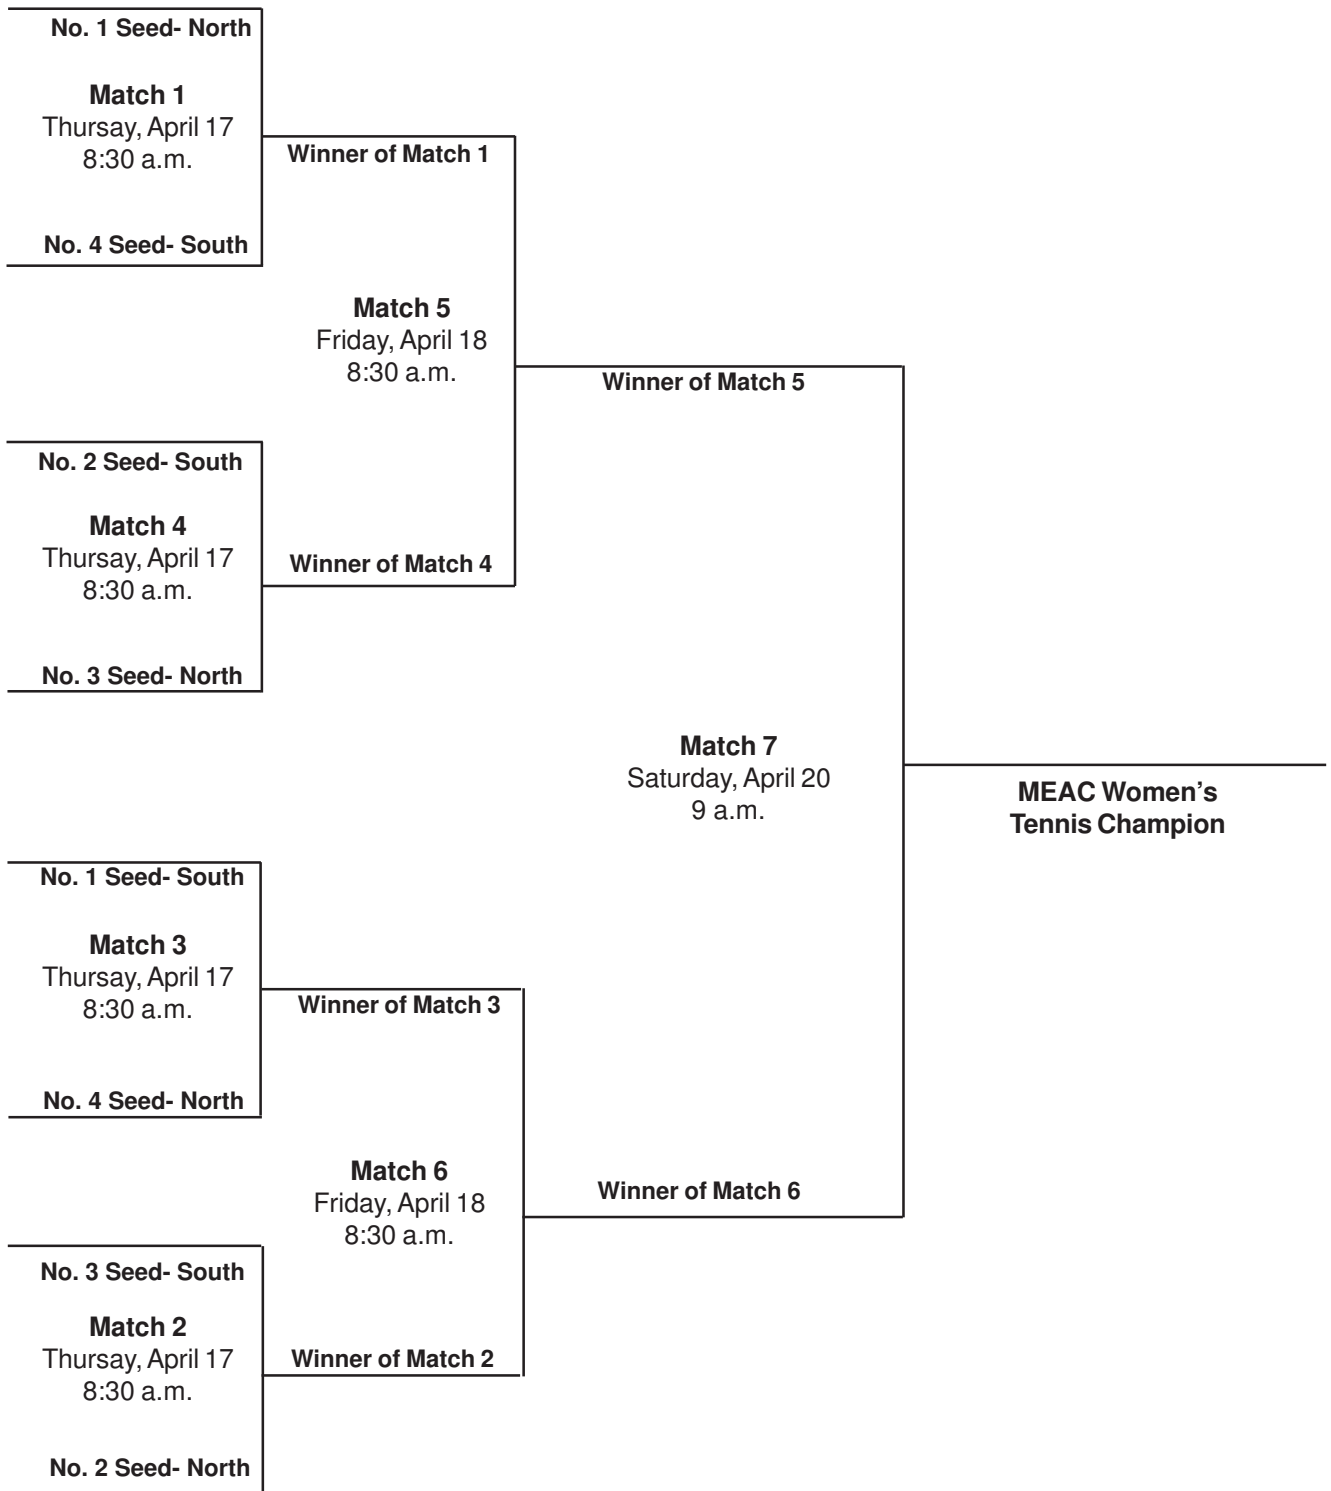 No. 1 Seed- North
Match 1
Thursay, April 17
8:30 a.m.
No. 4 Seed- South
Winner of Match 1
Match 5
Friday, April 18
8:30 a.m.
No. 2 Seed- South
Match 4
Thursay, April 17
8:30 a.m.
No. 3 Seed- North
Winner of Match 4
Winner of Match 5
Match 7
Saturday, April 20
9 a.m.
MEAC Women's
Tennis Champion
No. 1 Seed- South
Match 3
Thursay, April 17
8:30 a.m.
No. 4 Seed- North
Winner of Match 3
Match 6
Friday, April 18
8:30 a.m.
Winner of Match 6
No. 3 Seed- South
Match 2
Thursay, April 17
8:30 a.m.
No. 2 Seed- North
Winner of Match 2